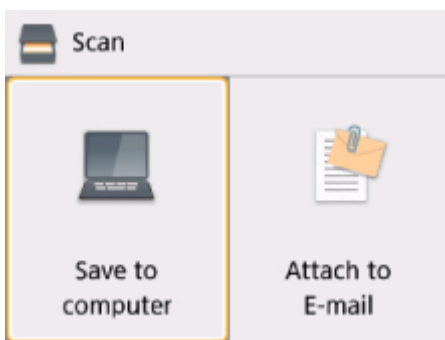 Scan
Save to
computer
Attach to
E-mail